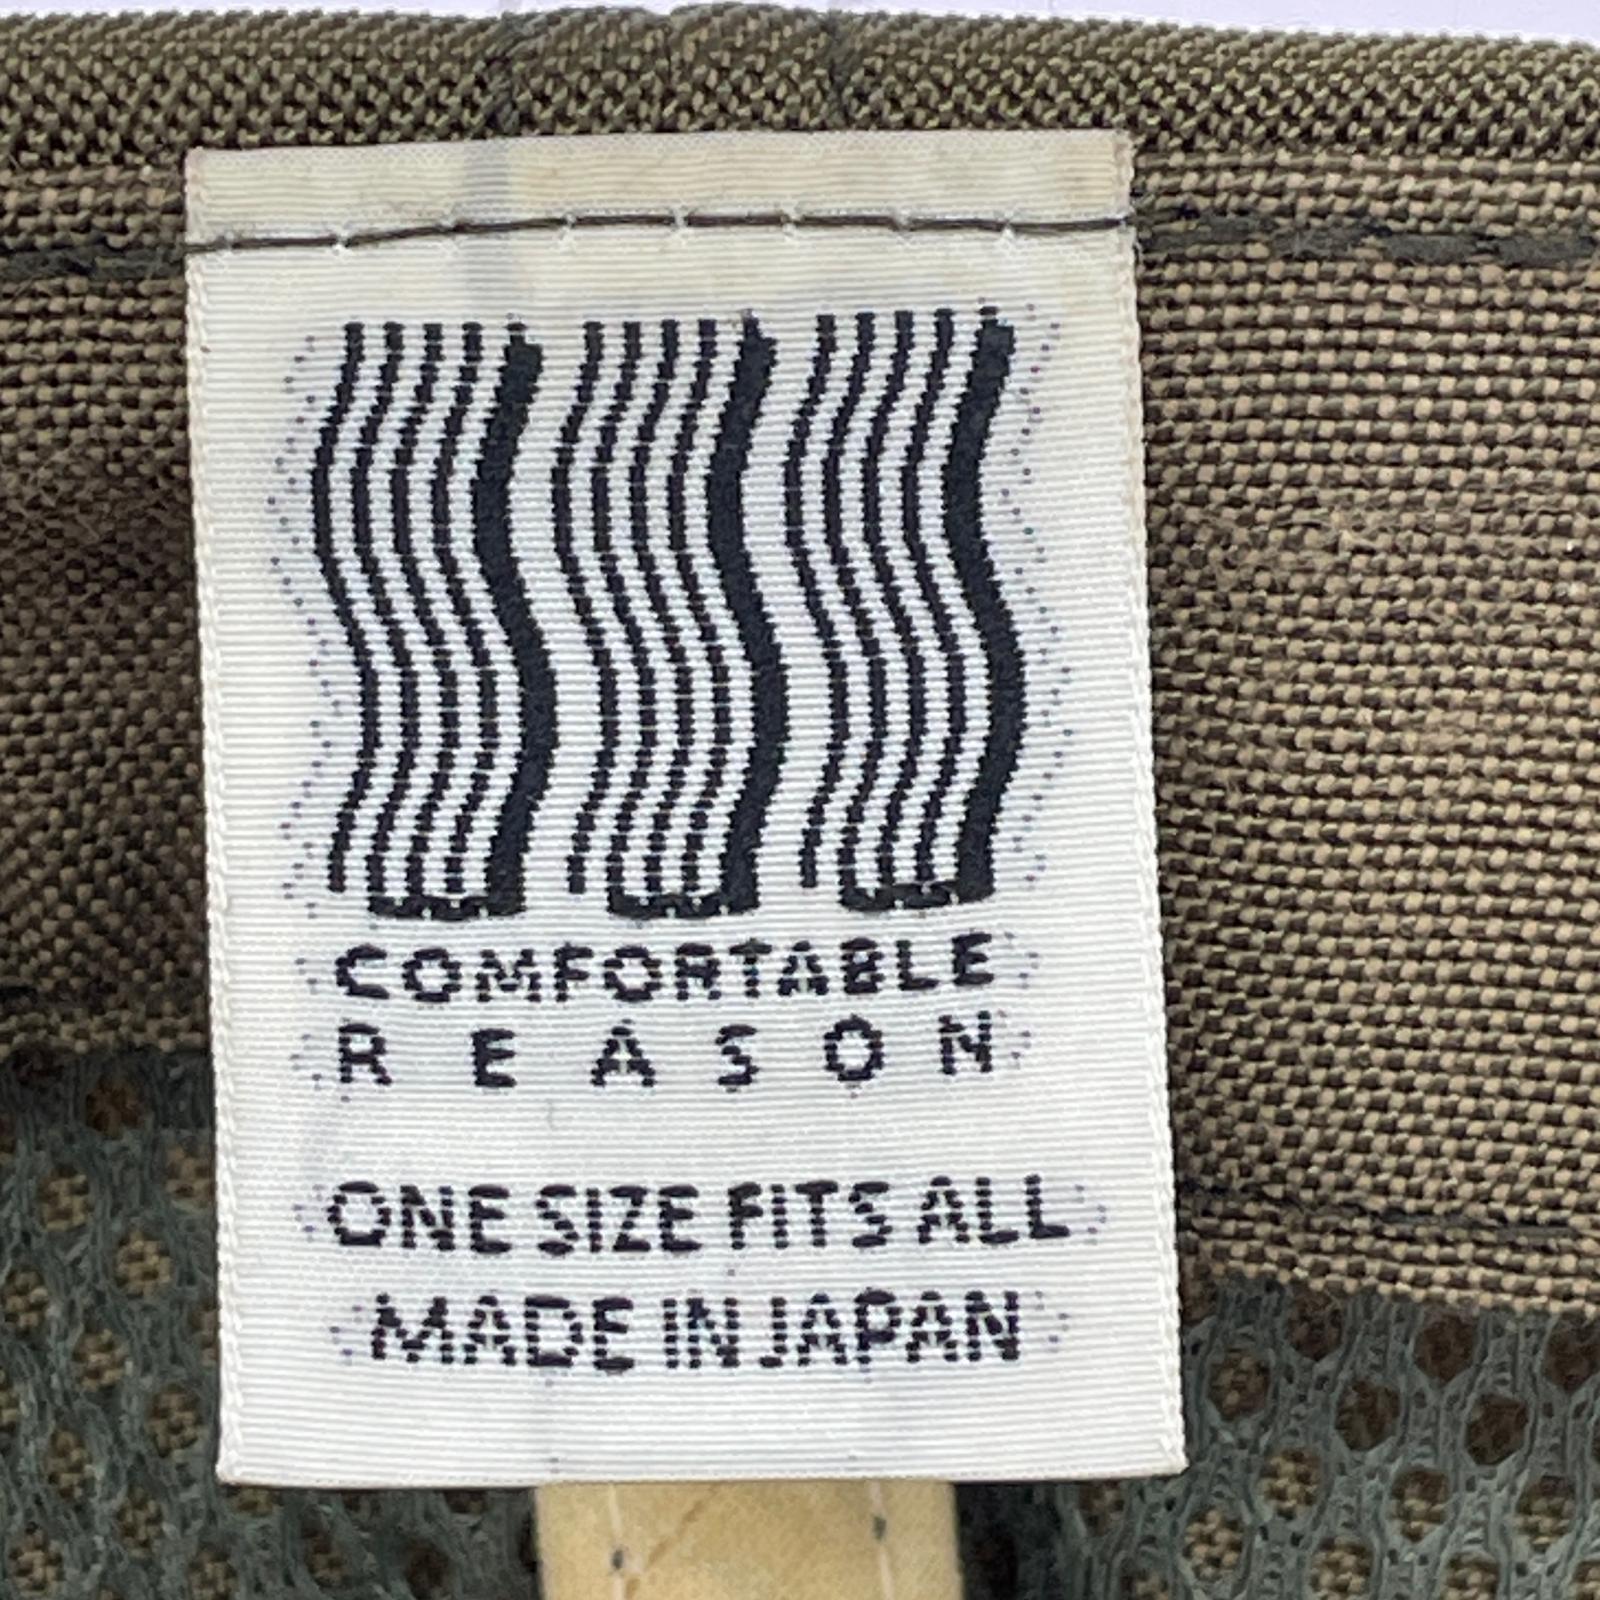 COMFORTABLE
REASON
ONE SIZE FITS ALL
MADE IN JAPAN